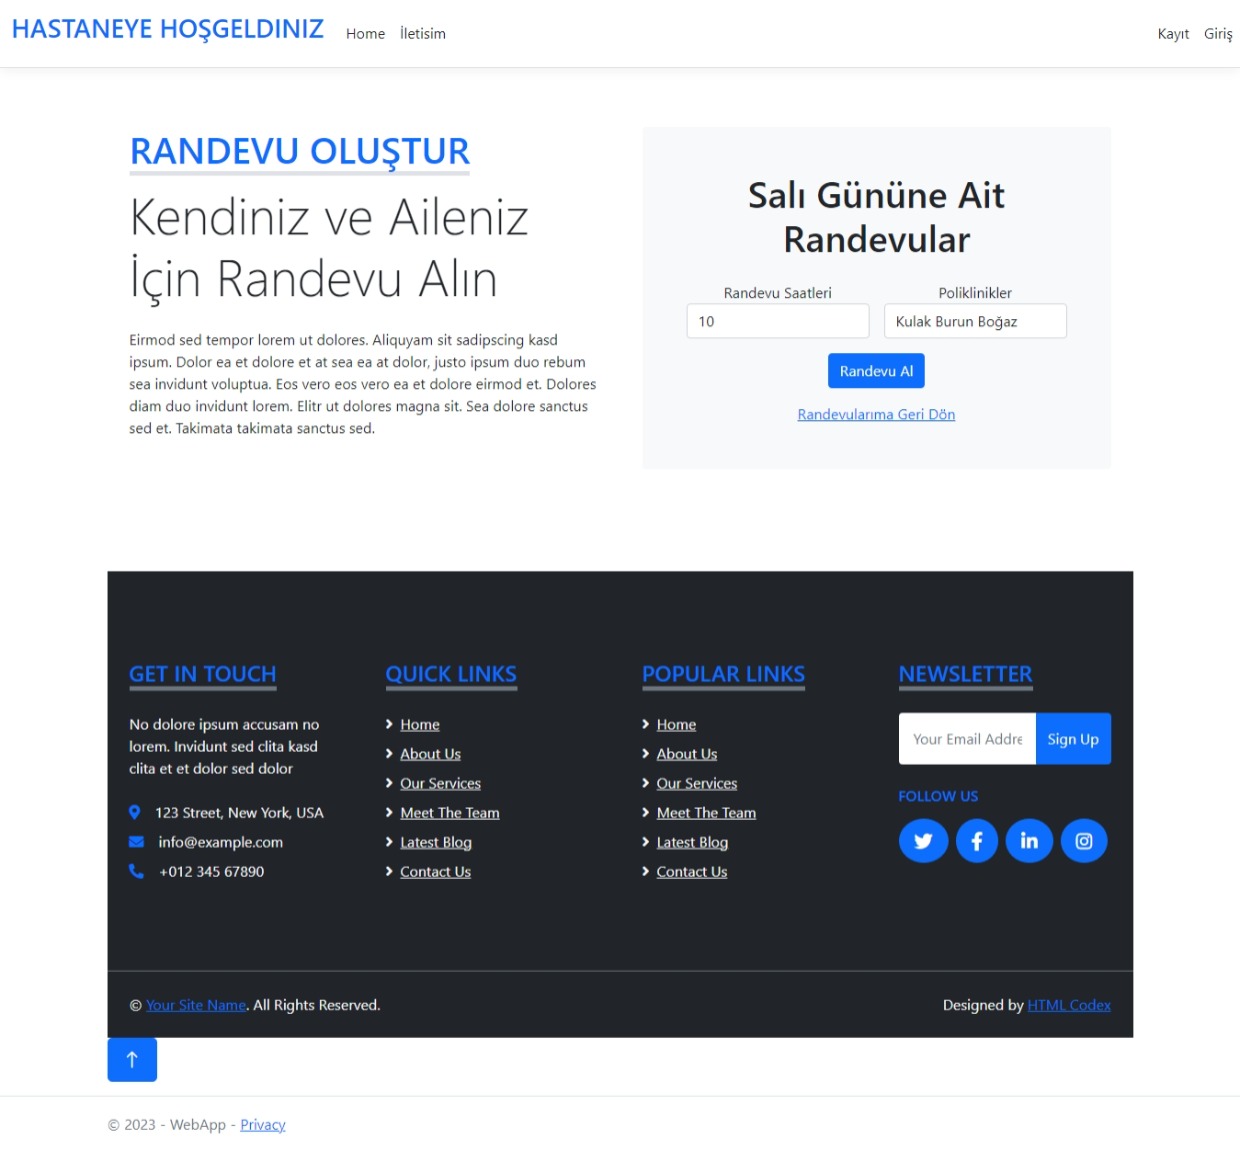 HASTANEYE HOŞGELDINIZ
Home
İletisim
Kayıt
Giriş
RANDEVU OLUŞTUR
Kendiniz ve Aileniz
İçin Randevu Alın
Eirmod sed tempor lorem ut dolores. Aliquyam sit sadipscing kasd
ipsum. Dolor ea et dolore et at sea ea at dolor, justo ipsum duo rebum
sea invidunt voluptua. Eos vero eos vero ea et dolore eirmod et. Dolores
diam duo invidunt lorem. Elitr ut dolores magna sit. Sea dolore sanctus
sed et. Takimata takimata sanctus sed.
Salı Gününe Ait
Randevular
Randevu Saatleri
10
Poliklinikler
Kulak Burun Boğaz
Randevu Al
Randevularıma Geri Dön
GET IN TOUCH
No dolore ipsum accusam no
lorem. Invidunt sed clita kasd
clita et et dolor sed dolor
123 Street, New York, USA
info@example.com
+012 345 67890
QUICK LINKS
Home
About Us
Our Services
Meet The Team
Latest Blog
Contact Us
POPULAR LINKS
Home
About Us
Our Services
Meet The Team
Latest Blog
Contact Us
NEWSLETTER
Your Email Addre
Sign Up
FOLLOW US
© Your Site Name. All Rights Reserved.
Designed by HTML Codex
© 2023 - WebApp - Privacy